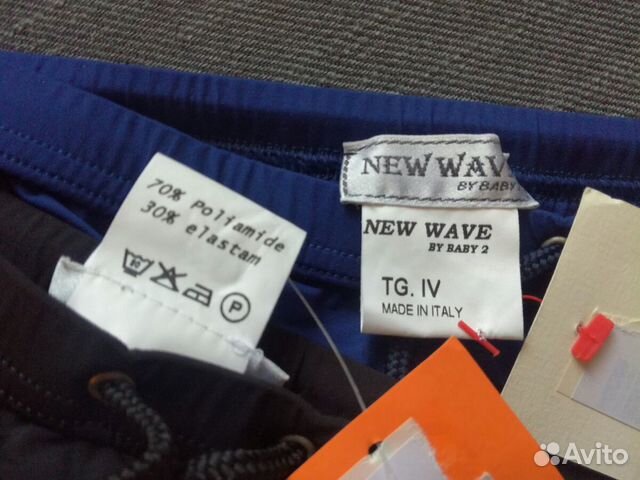 70% Poliamide
30% elastam
P
NEW WAVE
BY BABY
NEW WAVE
BY BABY 2
TG. IV
MADE IN ITALY
Avito